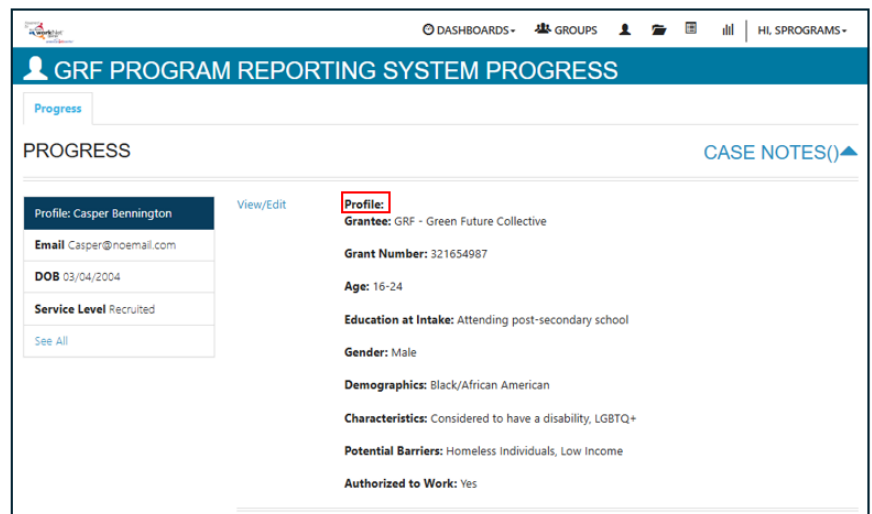 workNet
DASHBOARDS GROUPS HI, SPROGRAMS
GRF PROGRAM REPORTING SYSTEM PROGRESS
Progress
PROGRESS
CASE NOTES()
Profile: Casper Bennington
Email Casper@noemail.com
DOB 03/04/2004
Service Level Recruited
See All
View/Edit
Profile:
Grantee: GRF - Green Future Collective
Grant Number: 321654987
Age: 16-24
Education at Intake: Attending post-secondary school
Gender: Male
Demographics: Black/African American
Characteristics: Considered to have a disability, LGBTQ+
Potential Barriers: Homeless Individuals, Low Income
Authorized to Work: Yes